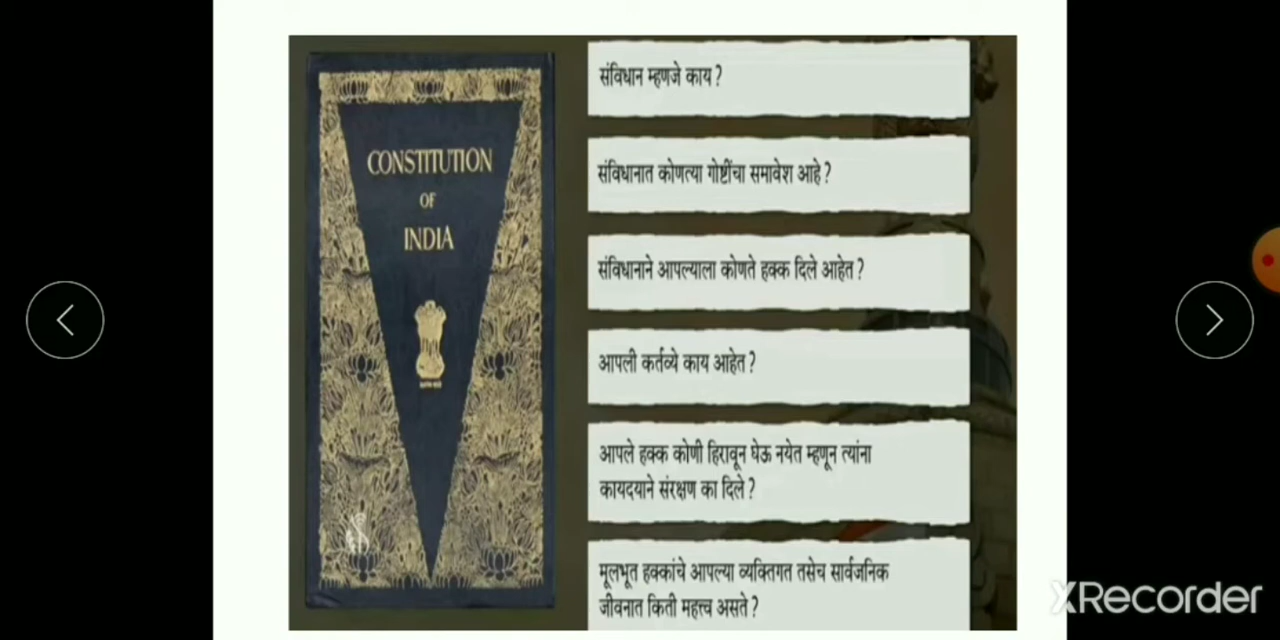 CONSTITUTION
OF
INDIA
संविधान म्हणजे काय ?
संविधानात कोणत्या गोष्टींचा समावेश आहे ?
संविधानाने आपल्याला कोणते हक्क दिले आहेत ?
आपली कर्तव्ये काय आहेत ?
आपले हक्क कोणी हिरावून घेऊ नयेत म्हणून त्यांना
कायदयाने संरक्षण का दिले ?
मूलभूत हक्कांचे आपल्या व्यक्तिगत तसेच सार्वजनिक
जीवनात किती महत्त्व असते ?
XRecorder